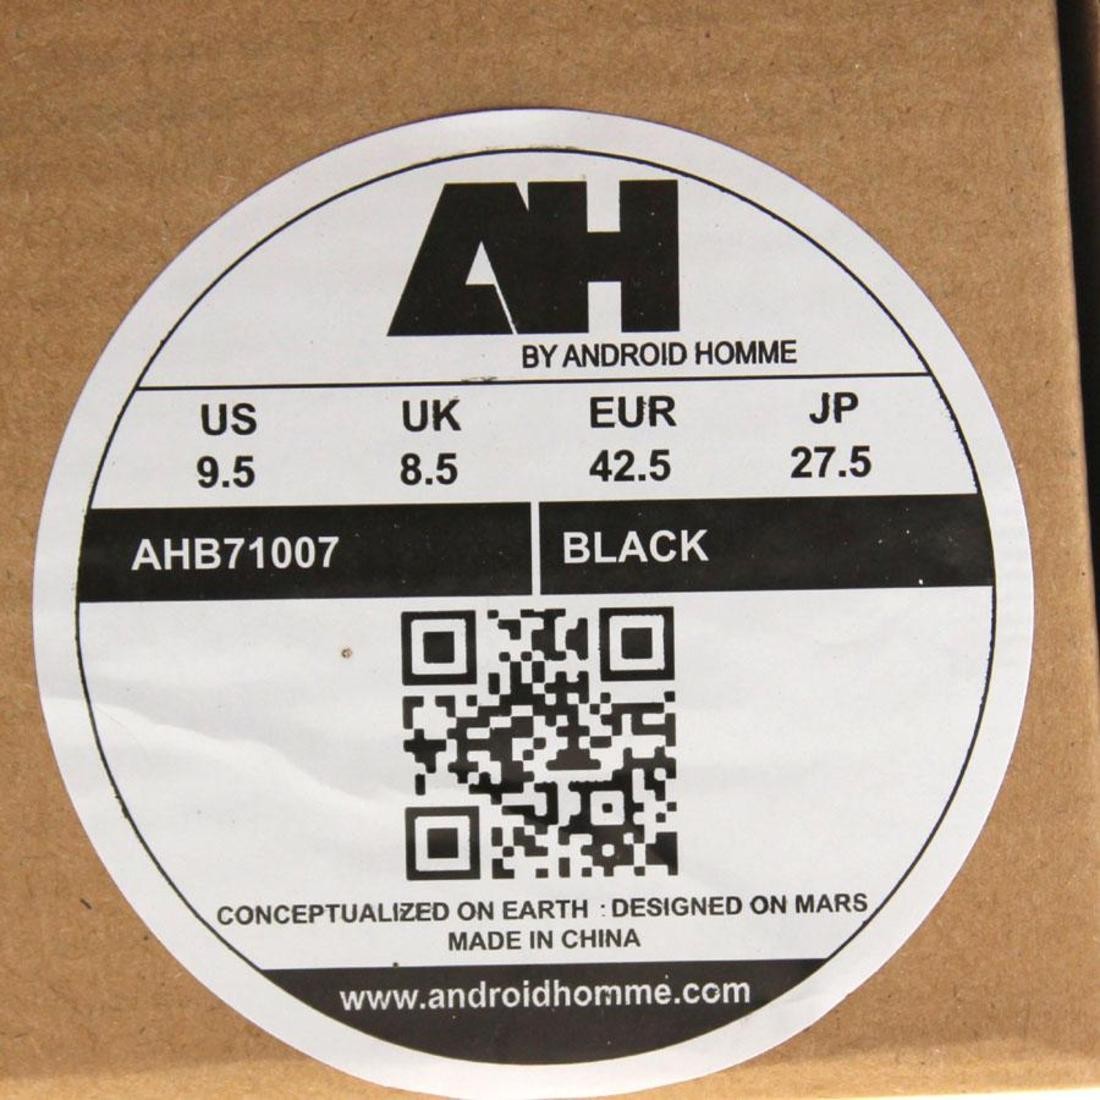 AH
BY ANDROID HOMME
US UK EUR JP
9.5 8.5 42.5 27.5
AHB71007 BLACK
CONCEPTUALIZED ON EARTH : DESIGNED ON MARS
MADE IN CHINA
www.androidhomme.com